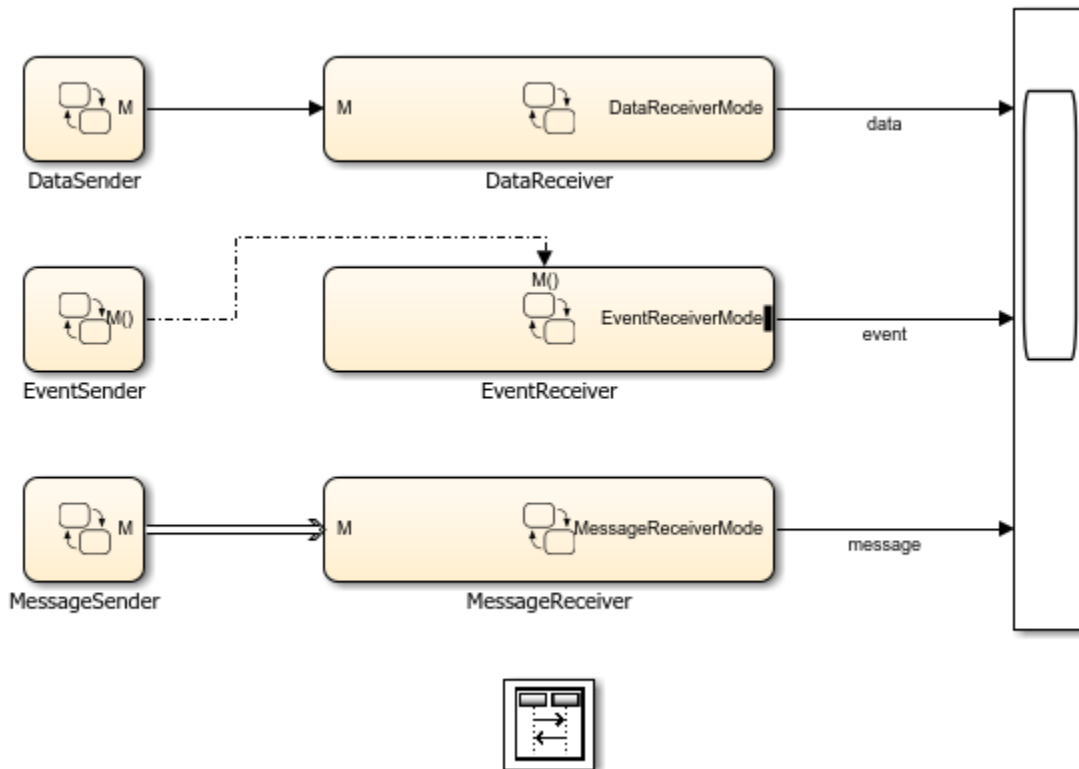 M
M
DataReceiverMode
data
DataSender
DataReceiver
M()
M()
EventReceiverMode
event
EventSender
EventReceiver
M
M
MessageReceiverMode
message
MessageSender
MessageReceiver